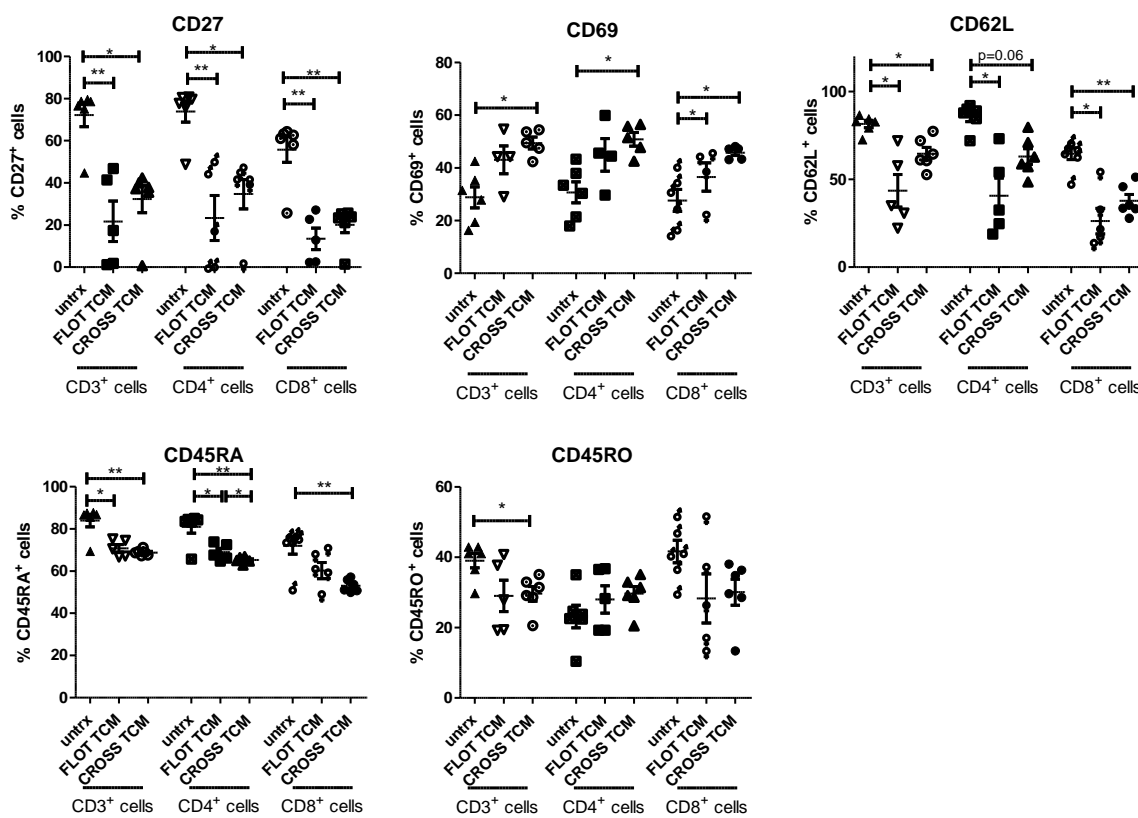 CD27
% CD27⁺ cells
100
80
60
40
20
0
* ** * ** ** **
untrx FLOT TCM CROSS TCM untrx FLOT TCM CROSS TCM untrx FLOT TCM CROSS TCM
CD3⁺ cells CD4⁺ cells CD8⁺ cells
CD69
% CD69⁺ cells
80
60
40
20
0
* * * *
untrx FLOT TCM CROSS TCM untrx FLOT TCM CROSS TCM untrx FLOT TCM CROSS TCM
CD3⁺ cells CD4⁺ cells CD8⁺ cells
CD62L
% CD62L⁺ cells
100
50
0
* * p=0.06 * ** *
untrx FLOT TCM CROSS TCM untrx FLOT TCM CROSS TCM untrx FLOT TCM CROSS TCM
CD3⁺ cells CD4⁺ cells CD8⁺ cells
CD45RA
% CD45RA⁺ cells
100
80
60
40
20
0
** * ** * * **
untrx FLOT TCM CROSS TCM untrx FLOT TCM CROSS TCM untrx FLOT TCM CROSS TCM
CD3⁺ cells CD4⁺ cells CD8⁺ cells
CD45RO
% CD45RO⁺ cells
60
40
20
0
*
untrx FLOT TCM CROSS TCM untrx FLOT TCM CROSS TCM untrx FLOT TCM CROSS TCM
CD3⁺ cells CD4⁺ cells CD8⁺ cells